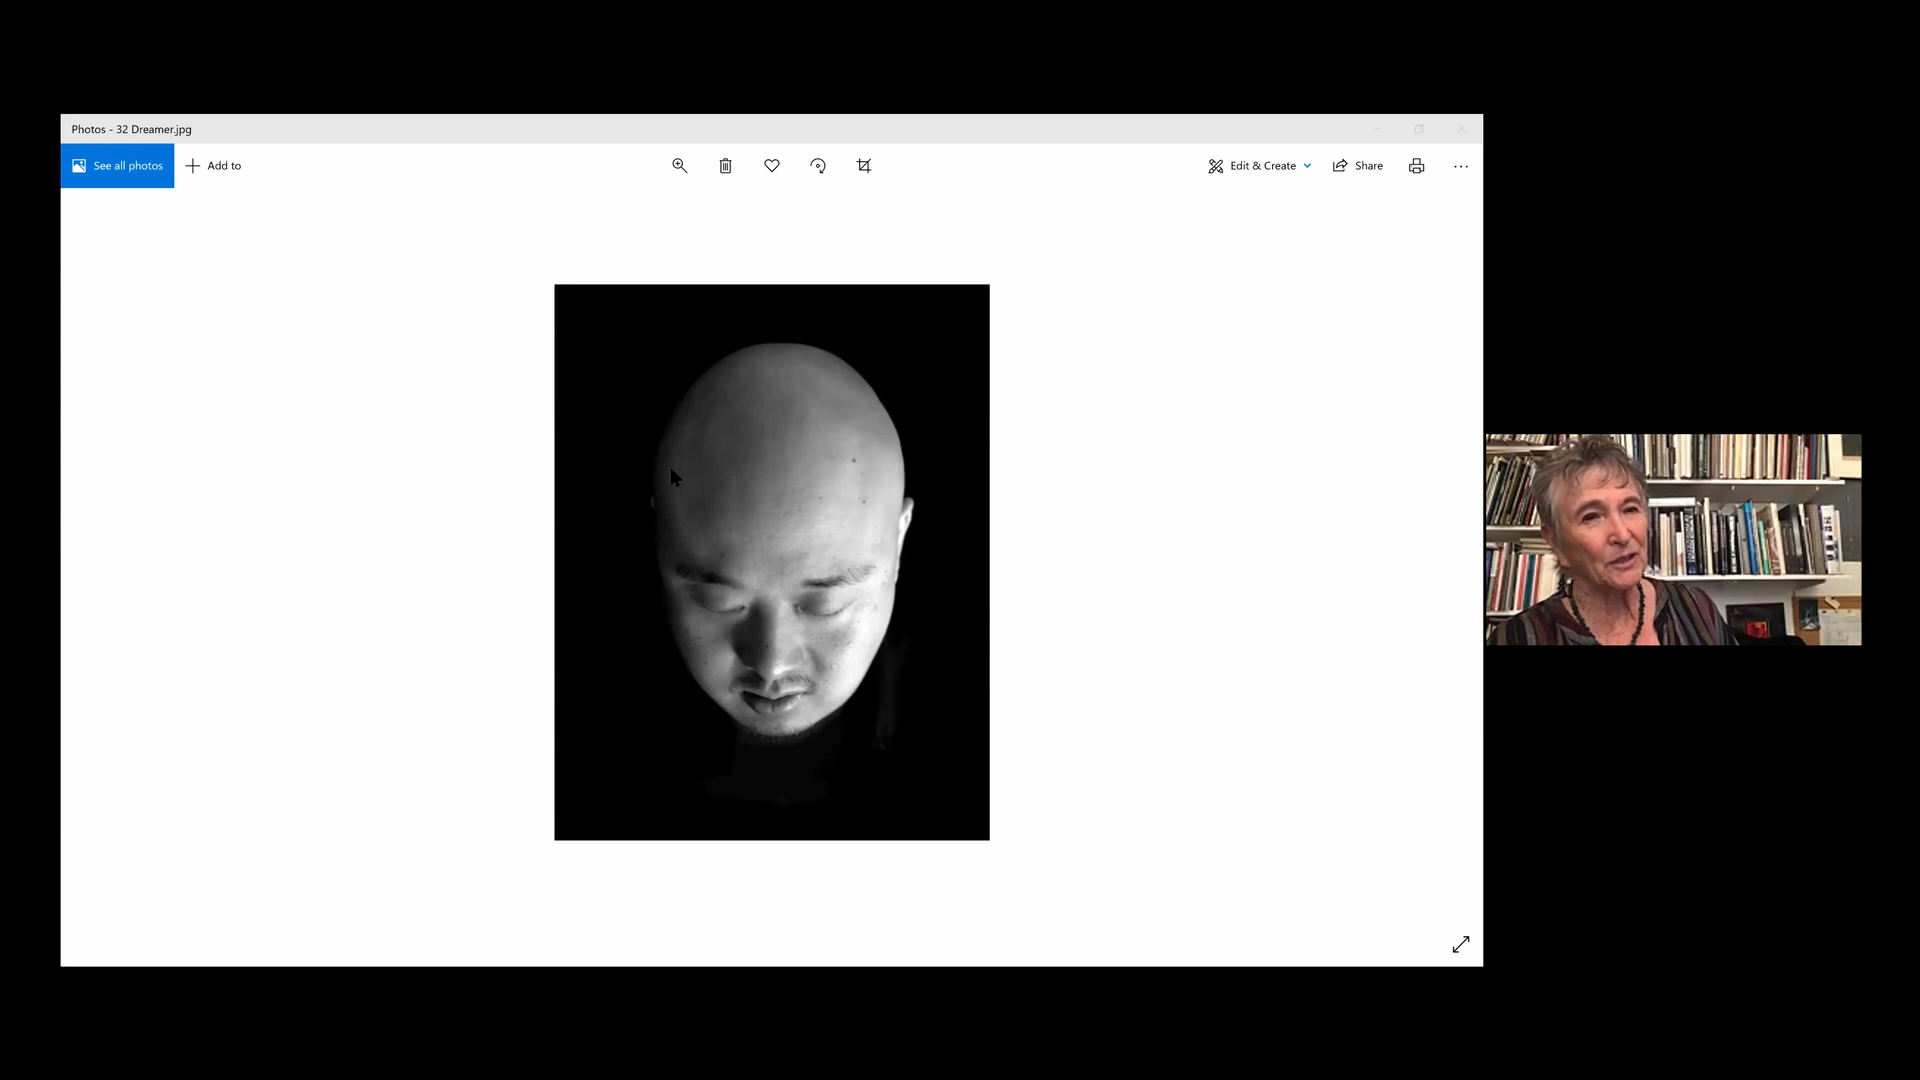 Photos - 32 Dreamer.jpg
See all photos
Add to
Edit & Create
Share